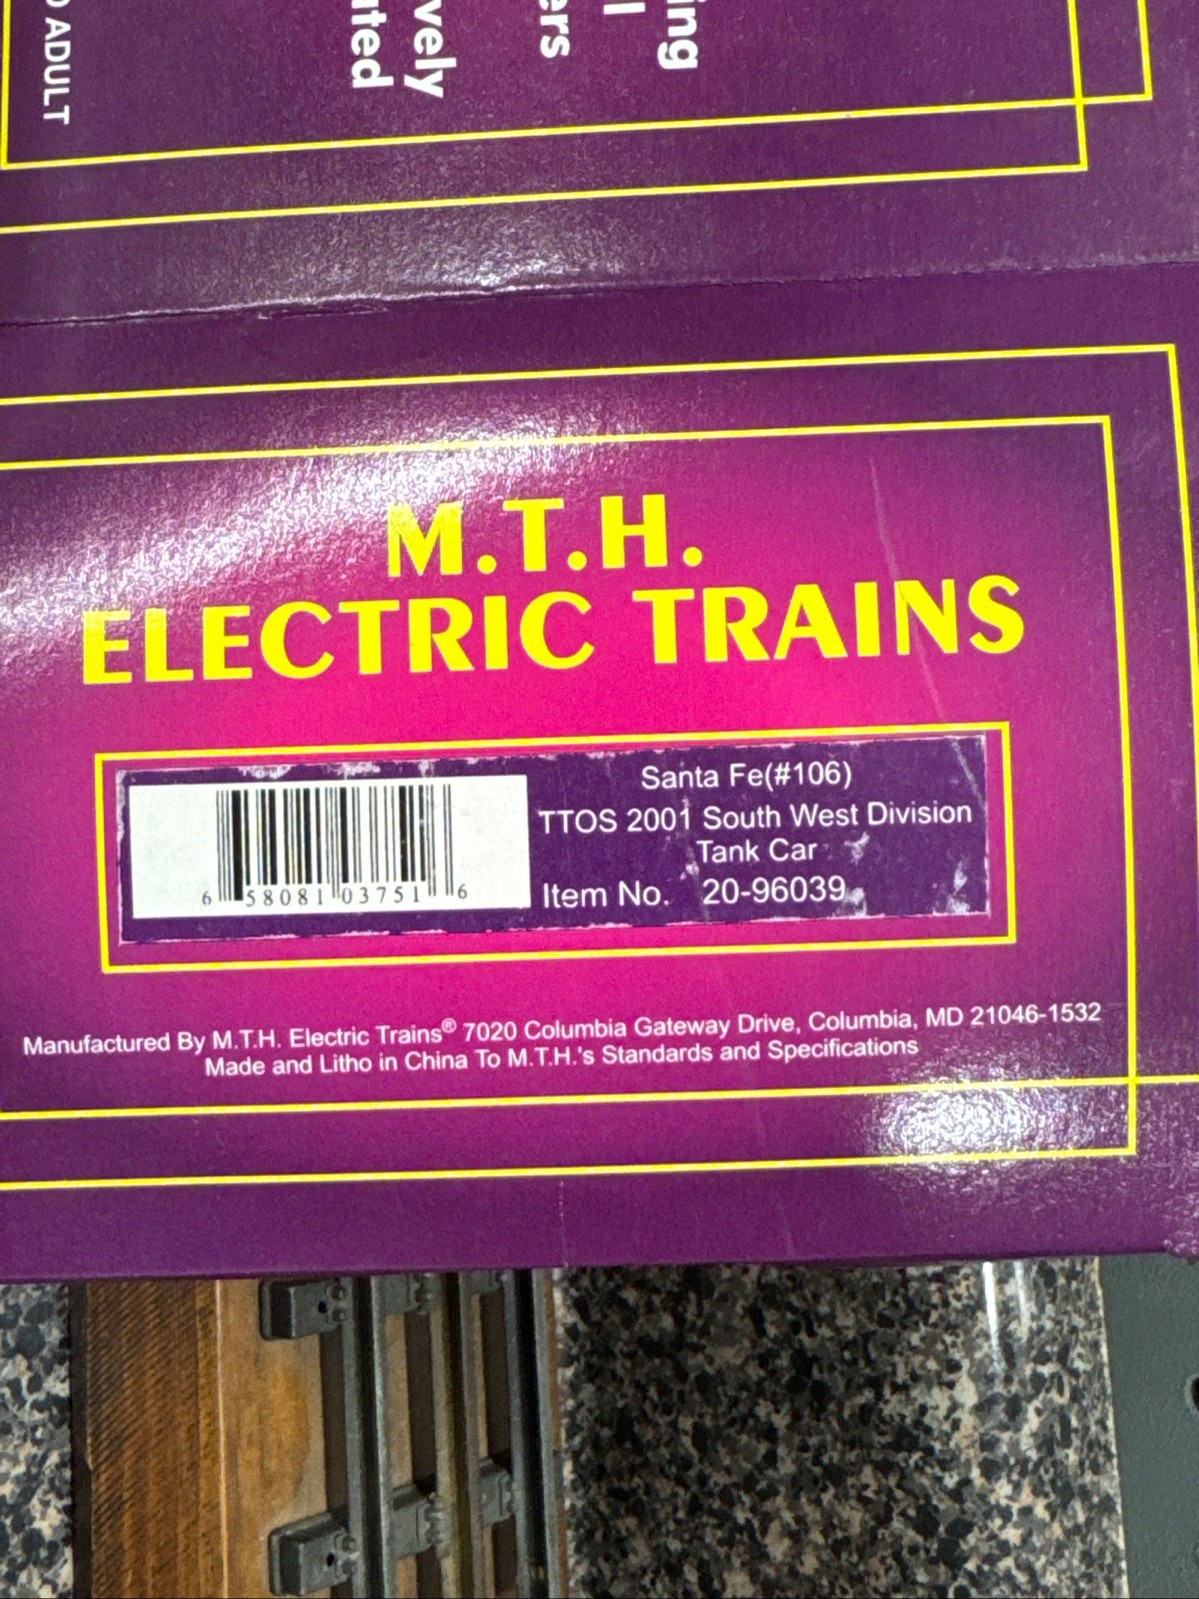 ADULT
M.T.H.
ELECTRIC TRAINS
Santa Fe(#106)
TTOS 2001 South West Division
Tank Car
Item No. 20-96039
6 58081 03751 6
Manufactured By M.T.H. Electric Trains® 7020 Columbia Gateway Drive, Columbia, MD 21046-1532
Made and Litho in China To M.T.H.'s Standards and Specifications